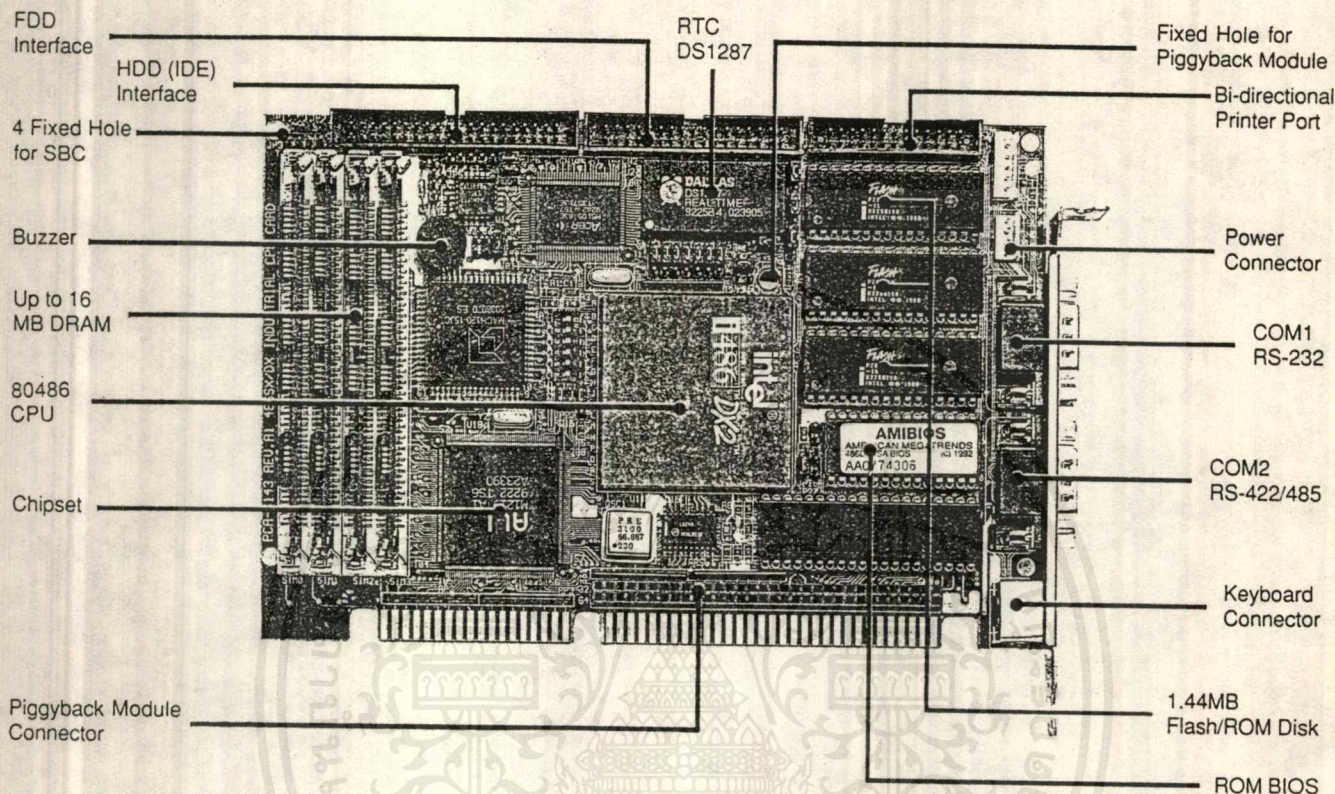 FDD
Interface
HDD (IDE)
Interface
4 Fixed Hole
for SBC
Buzzer
Up to 16
MB DRAM
80486
CPU
Chipset
Piggyback Module
Connector
RTC
DS1287
Fixed Hole for
Piggyback Module
Bi-directional
Printer Port
Power
Connector
COM1
RS-232
COM2
RS-422/485
Keyboard
Connector
1.44MB
Flash/ROM Disk
ROM BIOS
DALLAS
REAL TIME
Flash
Flash
Flash
intel
i486 DX2
AMIBIOS
AMERICAN MEGATRENDS
(C) 1992
ALi